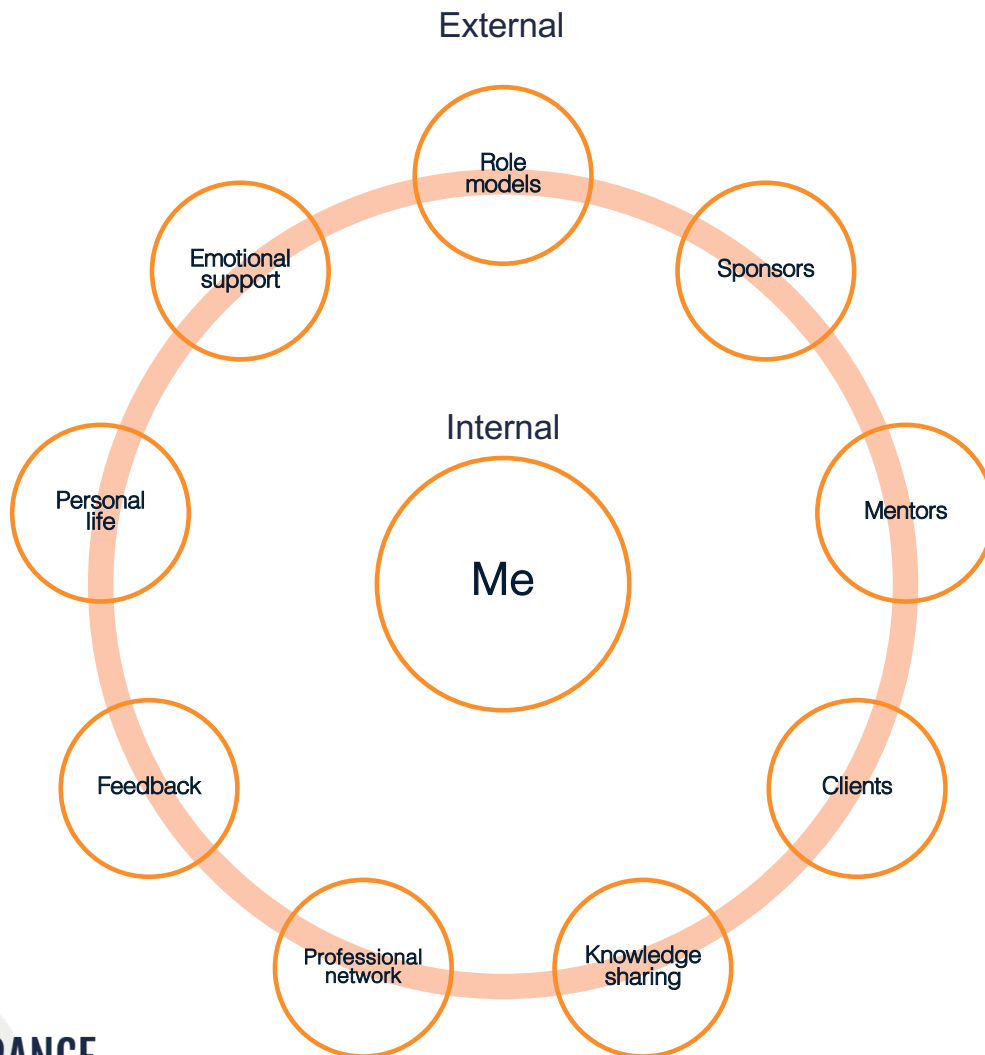 External
Role
models
Emotional
support
Sponsors
Internal
Personal
life
Mentors
Me
Feedback
Clients
Professional
network
Knowledge
sharing